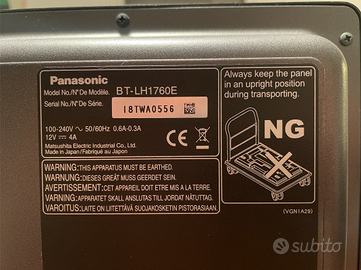 Panasonic
Model No./N° De Modèle. BT-LH1760E
Serial No./N° De Série. I8TWA0556
100-240V ∿ 50/60Hz 0.6A-0.3A
12V ⎓ 4A
Matsushita Electric Industrial Co., Ltd.
Made in Japan/Fabriqué au Japon
CE
WARNING:THIS APPARATUS MUST BE EARTHED.
WARNUNG:DIESES GERÄT MUSS GEERDET SEIN.
AVERTISSEMENT:CET APPAREIL DOIT ETRE MIS A LA TERRE.
VARNING:APPARATET SKALL ANSLUTAS TILL JORDAT NÄTUTTAG.
VAROITUS:LAITE ON LIITETTÄVÄ SUOJAKOSKETIN PISTORASIAAN.
Always keep the panel
in an upright position
during transporting.
NG
(VGN1A29)
subito